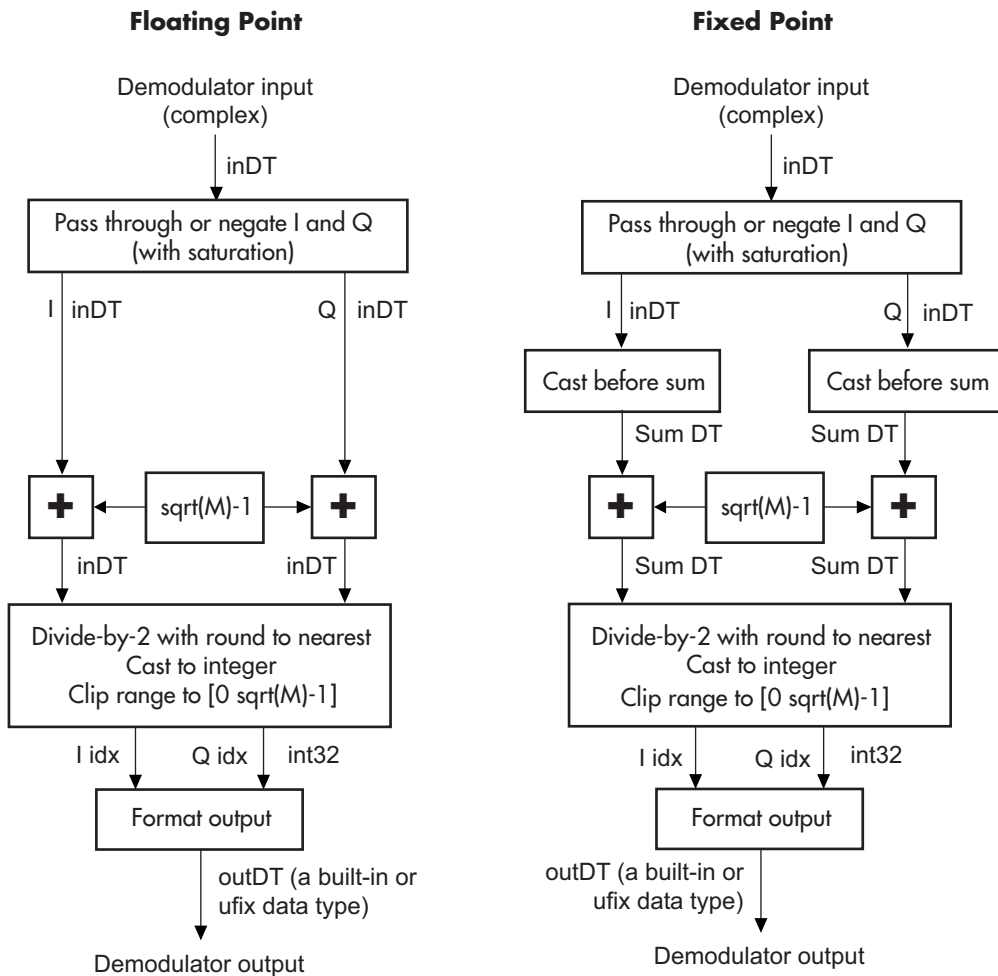 Floating Point
Demodulator input
(complex)
inDT
Pass through or negate I and Q
(with saturation)
I inDT
Q inDT
+
sqrt(M)-1
+
inDT
inDT
Divide-by-2 with round to nearest
Cast to integer
Clip range to [0 sqrt(M)-1]
I idx
Q idx
int32
Format output
outDT (a built-in or
ufix data type)
Demodulator output
Fixed Point
Demodulator input
(complex)
inDT
Pass through or negate I and Q
(with saturation)
I inDT
Q inDT
Cast before sum
Cast before sum
Sum DT
Sum DT
+
sqrt(M)-1
+
Sum DT
Sum DT
Divide-by-2 with round to nearest
Cast to integer
Clip range to [0 sqrt(M)-1]
I idx
Q idx
int32
Format output
outDT (a built-in or
ufix data type)
Demodulator output